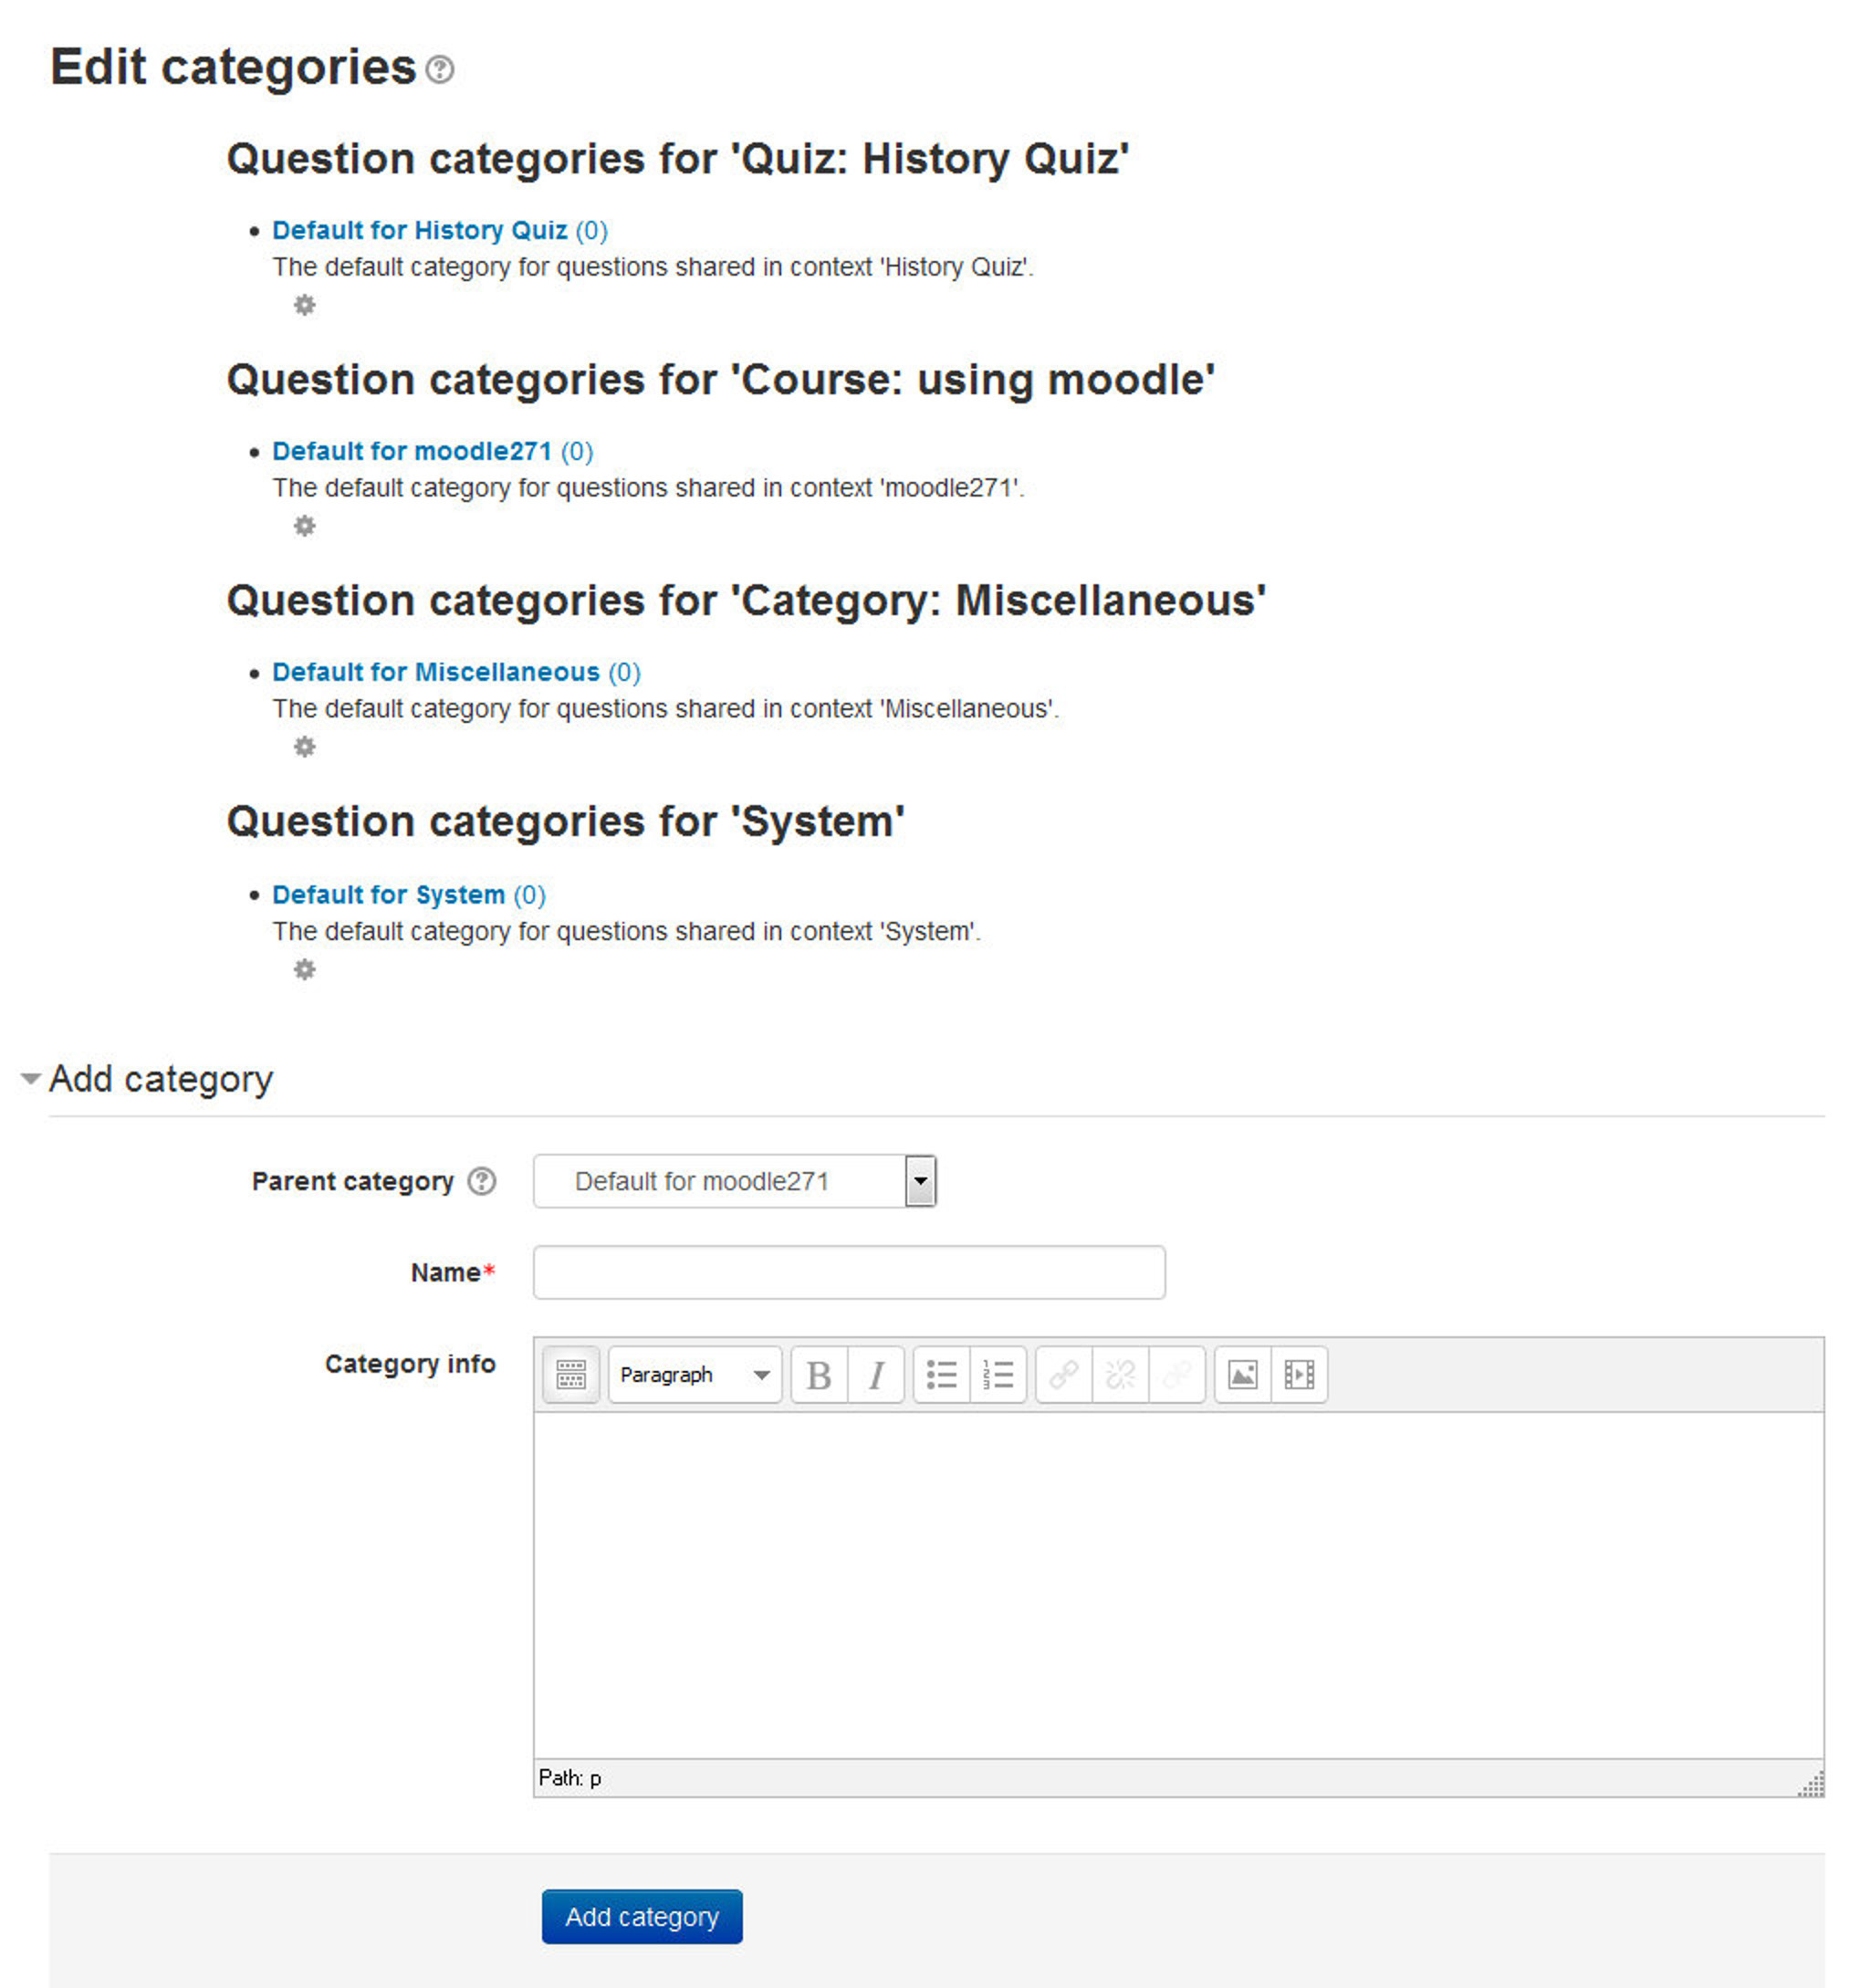 Edit categories
Question categories for 'Quiz: History Quiz'
Default for History Quiz (0)
The default category for questions shared in context 'History Quiz'.
Question categories for 'Course: using moodle'
Default for moodle271 (0)
The default category for questions shared in context 'moodle271'.
Question categories for 'Category: Miscellaneous'
Default for Miscellaneous (0)
The default category for questions shared in context 'Miscellaneous'.
Question categories for 'System'
Default for System (0)
The default category for questions shared in context 'System'.
Add category
Parent category Default for moodle271
Name*
Category info Paragraph B I
Path: p
Add category